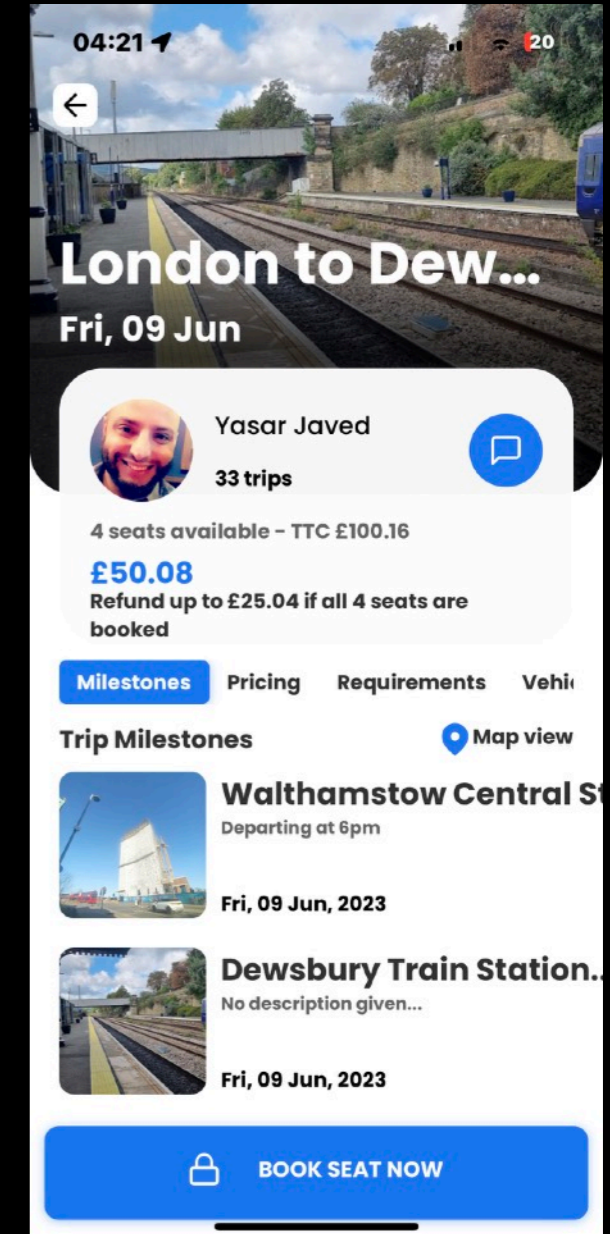 04:21
20
London to Dew...
Fri, 09 Jun
Yasar Javed
33 trips
4 seats available - TTC £100.16
£50.08
Refund up to £25.04 if all 4 seats are
booked
Milestones Pricing Requirements Vehi
Trip Milestones Map view
Walthamstow Central St
Departing at 6pm
Fri, 09 Jun, 2023
Dewsbury Train Station..
No description given...
Fri, 09 Jun, 2023
BOOK SEAT NOW